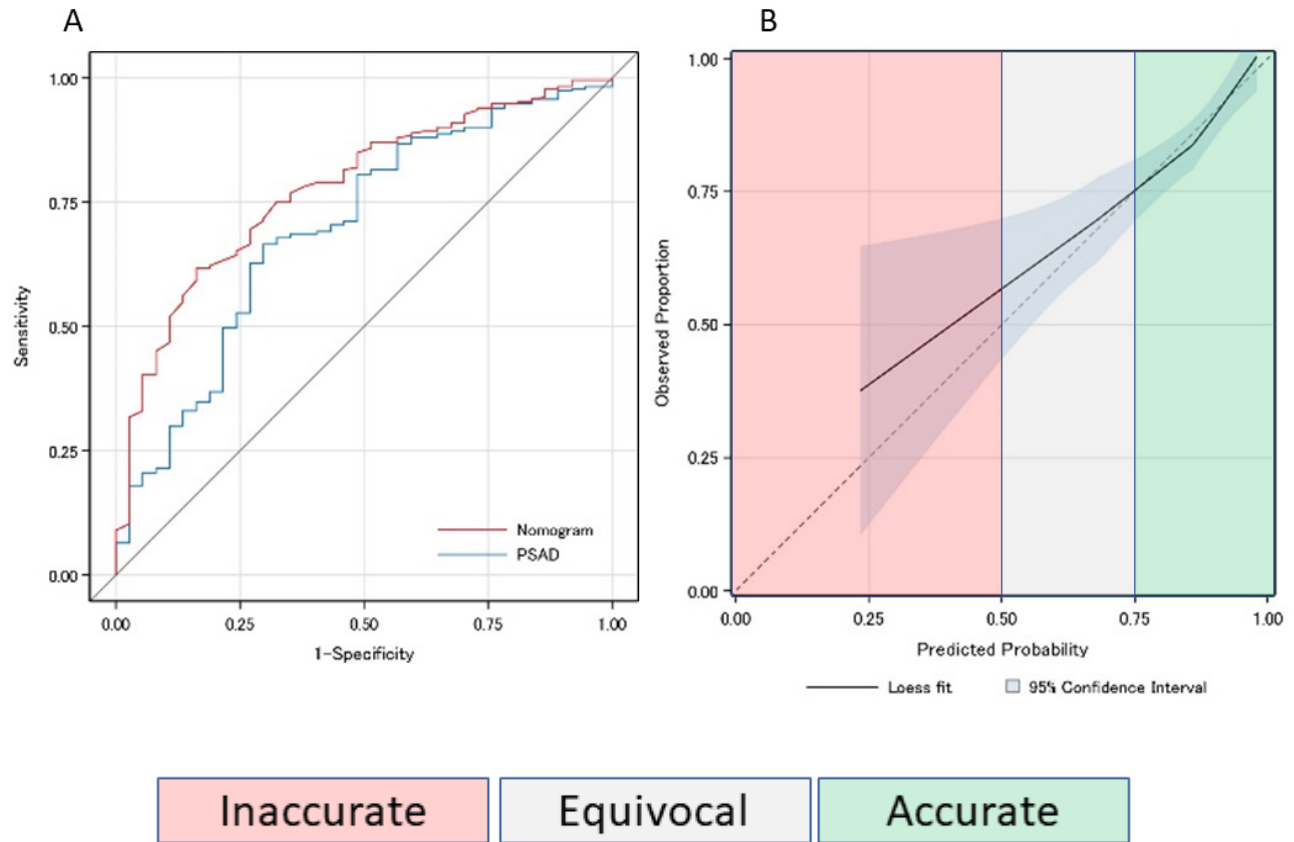 A
B
1.00
0.75
0.50
0.25
0.00
Sensitivity
0.00 0.25 0.50 0.75 1.00
1-Specificity
Nomogram
PSAD
1.00
0.75
0.50
0.25
0.00
Observed Proportion
0.00 0.25 0.50 0.75 1.00
Predicted Probability
Loess fit 95% Confidence Interval
Inaccurate Equivocal Accurate